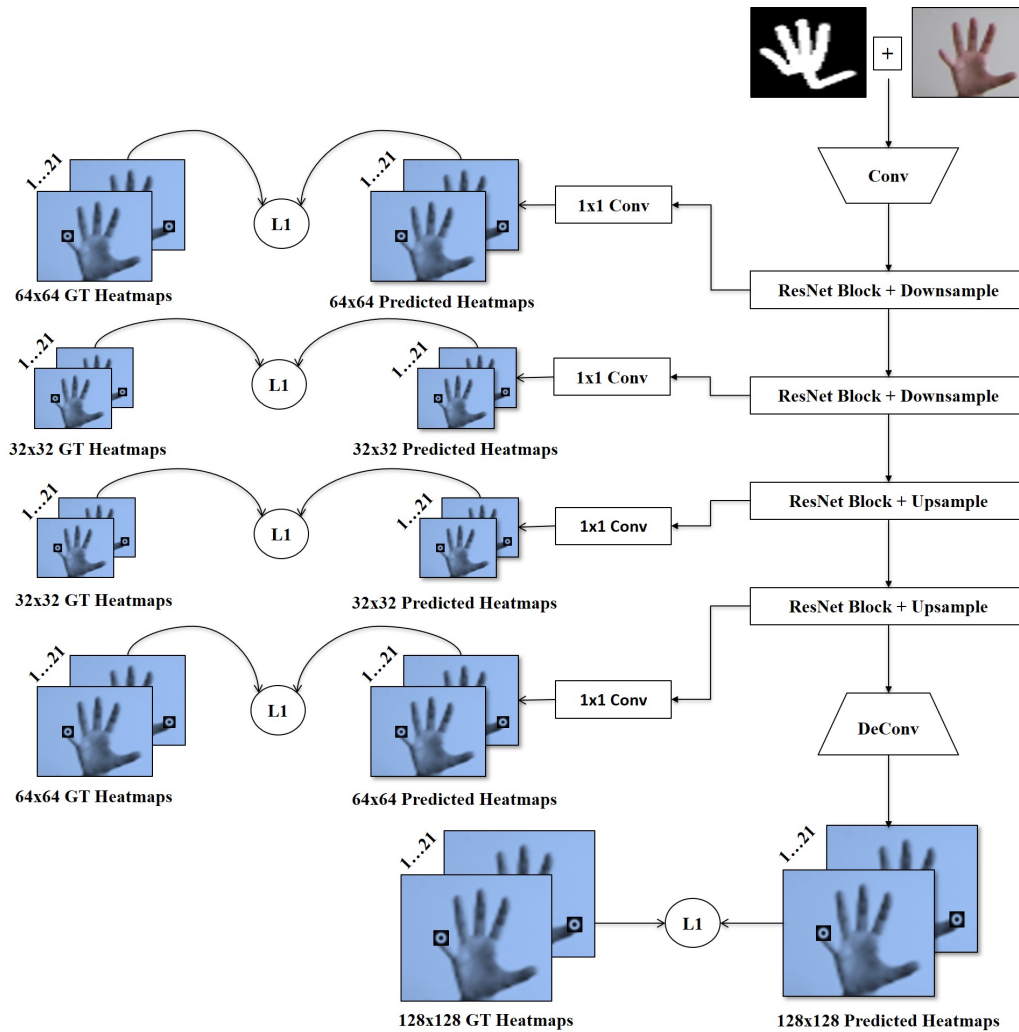 +
Conv
1...21
L1
1...21
1x1 Conv
ResNet Block + Downsample
64x64 GT Heatmaps
64x64 Predicted Heatmaps
1...21
L1
1...21
1x1 Conv
ResNet Block + Downsample
32x32 GT Heatmaps
32x32 Predicted Heatmaps
1...21
L1
1...21
1x1 Conv
ResNet Block + Upsample
32x32 GT Heatmaps
32x32 Predicted Heatmaps
ResNet Block + Upsample
1...21
L1
1...21
1x1 Conv
DeConv
64x64 GT Heatmaps
64x64 Predicted Heatmaps
1...21
L1
1...21
128x128 GT Heatmaps
128x128 Predicted Heatmaps